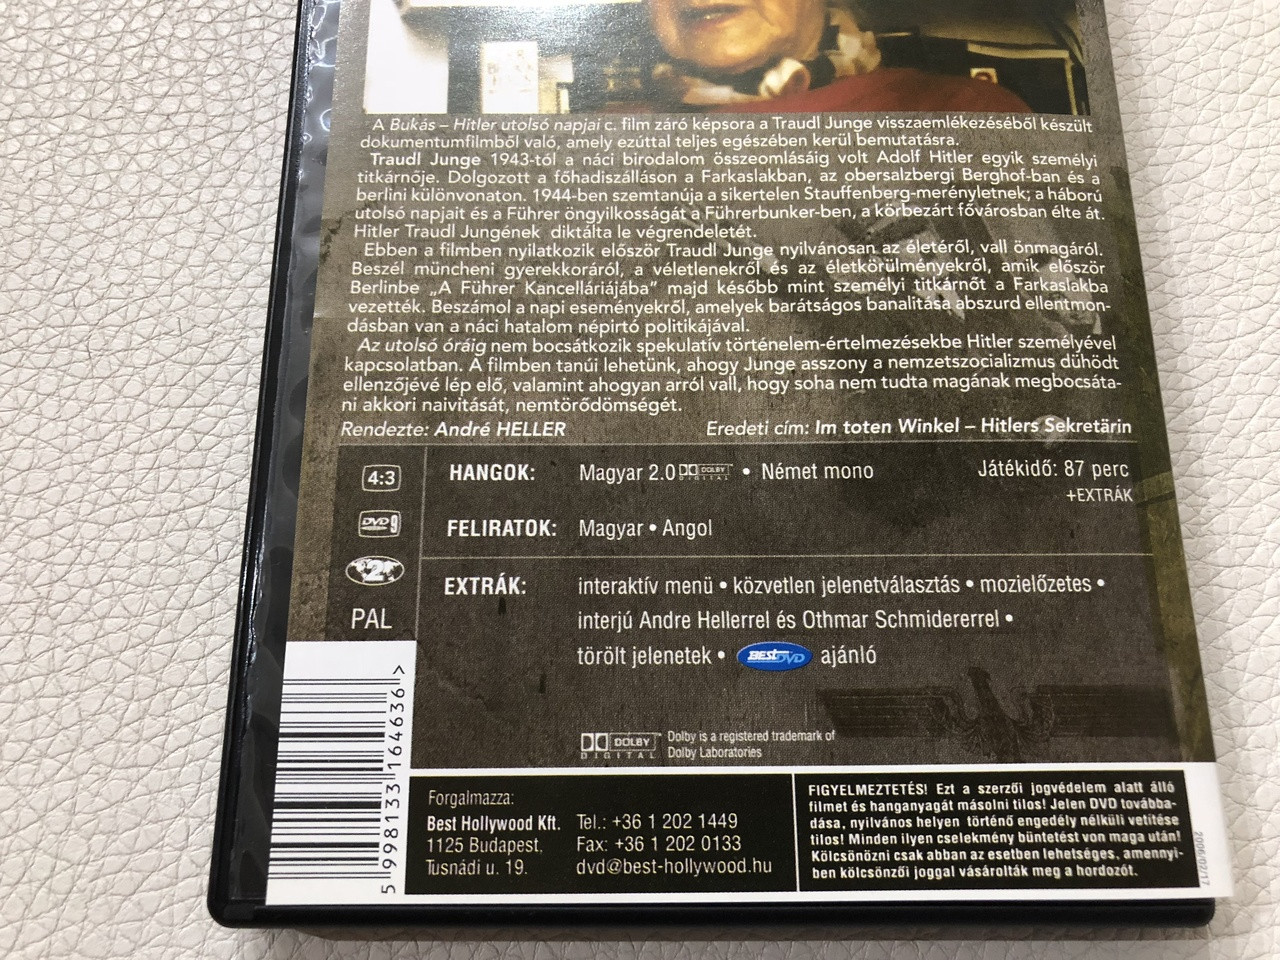 A Bukás – Hitler utolsó napjai c. film záró képsora a Traudl Junge visszaemlékezéséből készült
dokumentumfilmből való, amely ezúttal teljes egészében kerül bemutatásra.
Traudl Junge 1943-tól a náci birodalom összeomlásáig volt Adolf Hitler egyik személyi
titkárnője. Dolgozott a főhadiszálláson a Farkaslakban, az obersalzbergi Berghof-ban és a
berlini különvonaton. 1944-ben szemtanúja a sikertelen Stauffenberg-merényletnek; a háború
utolsó napjait és a Führer öngyilkosságát a Führerbunker-ben, a körbezárt fővárosban élte át.
Hitler Traudl Jungének diktálta le végrendeletét.
Ebben a filmben nyilatkozik először Traudl Junge nyilvánosan az életéről, vall önmagáról.
Beszél müncheni gyerekkoráról, a véletlenekről és az életkörülményekről, amik először
Berlinbe „A Führer Kancelláriájába” majd később mint személyi titkárnőt a Farkaslakba
vezették. Beszámol a napi eseményekről, amelyek barátságos banalitása abszurd ellentmon-
dásban van a náci hatalom népirtó politikájával.
Az utolsó óráig nem bocsátkozik spekulatív történelem-értelmezésekbe Hitler személyével
kapcsolatban. A filmben tanúi lehetünk, ahogy Junge asszony a nemzetszocializmus dühödt
ellenzőjévé lép elő, valamint ahogyan arról vall, hogy soha nem tudta magának megbocsáta-
ni akkori naivitását, nemtörődömségét.
Rendezte: André HELLER Eredeti cím: Im toten Winkel – Hitlers Sekretärin
4:3
HANGOK: Magyar 2.0 DOLBY DIGITAL • Német mono Játékidő: 87 perc
+EXTRÁK
DVD 9
FELIRATOK: Magyar • Angol
2
PAL
EXTRÁK: interaktív menü • közvetlen jelenetválasztás • mozielőzetes •
interjú Andre Hellerrel és Othmar Schmidererrel •
törölt jelenetek • BEST DVD ajánló
DOLBY DIGITAL
Dolby is a registered trademark of
Dolby Laboratories
5 998133 164636 >
Forgalmazza:
Best Hollywood Kft.
1125 Budapest,
Tusnádi u. 19.
Tel.: +36 1 202 1449
Fax: +36 1 202 0133
dvd@best-hollywood.hu
FIGYELMEZTETÉS! Ezt a szerzői jogvédelem alatt álló
filmet és hanganyagát másolni tilos! Jelen DVD továbba-
dása, nyilvános helyen történő engedély nélküli vetítése
tilos! Minden ilyen cselekmény büntetést von maga után!
Kölcsönözni csak abban az esetben lehetséges, amennyi-
ben kölcsönzői joggal vásárolták meg a hordozót.
2006/02/17